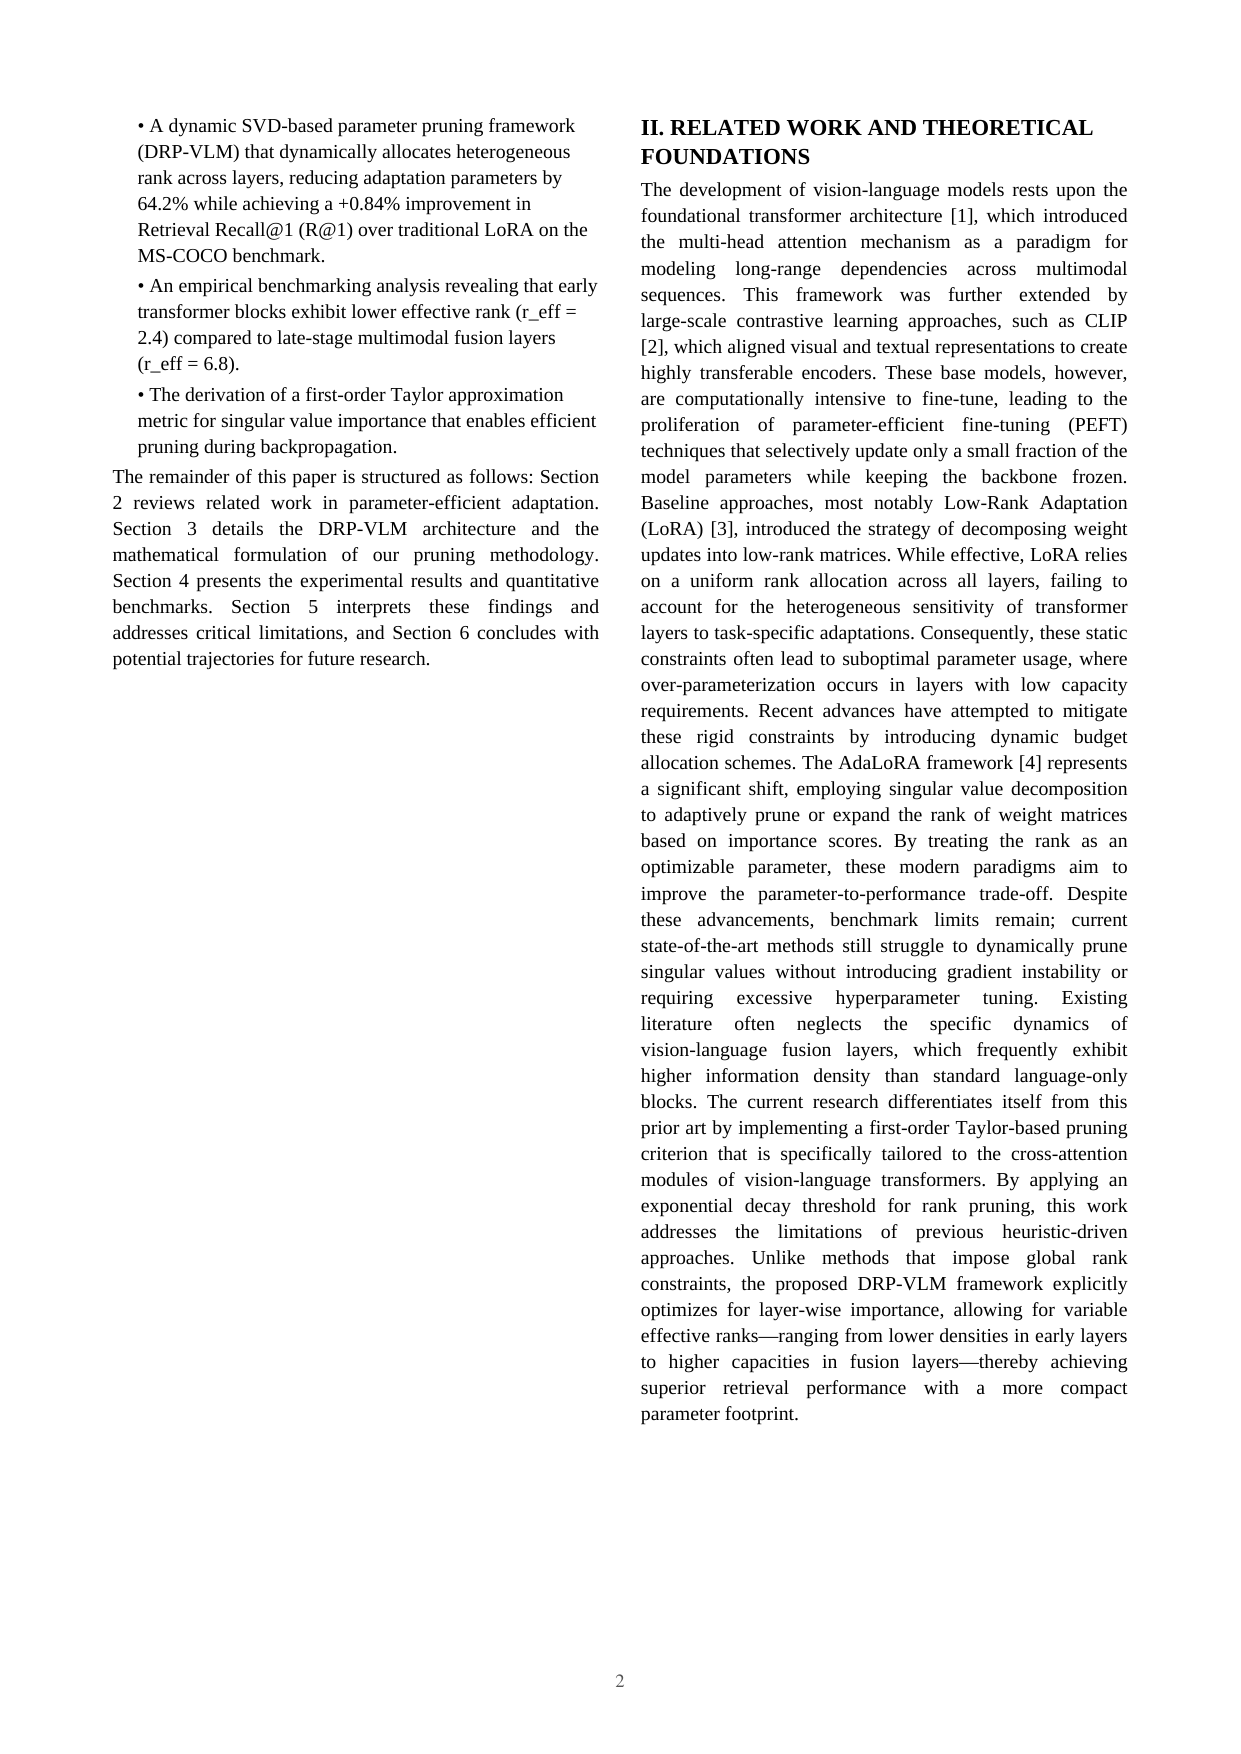 • A dynamic SVD-based parameter pruning framework
(DRP-VLM) that dynamically allocates heterogeneous
rank across layers, reducing adaptation parameters by
64.2% while achieving a +0.84% improvement in
Retrieval Recall@1 (R@1) over traditional LoRA on the
MS-COCO benchmark.
• An empirical benchmarking analysis revealing that early
transformer blocks exhibit lower effective rank (r_eff =
2.4) compared to late-stage multimodal fusion layers
(r_eff = 6.8).
• The derivation of a first-order Taylor approximation
metric for singular value importance that enables efficient
pruning during backpropagation.
The remainder of this paper is structured as follows: Section
2 reviews related work in parameter-efficient adaptation.
Section 3 details the DRP-VLM architecture and the
mathematical formulation of our pruning methodology.
Section 4 presents the experimental results and quantitative
benchmarks. Section 5 interprets these findings and
addresses critical limitations, and Section 6 concludes with
potential trajectories for future research.
II. RELATED WORK AND THEORETICAL
FOUNDATIONS
The development of vision-language models rests upon the
foundational transformer architecture [1], which introduced
the multi-head attention mechanism as a paradigm for
modeling long-range dependencies across multimodal
sequences. This framework was further extended by
large-scale contrastive learning approaches, such as CLIP
[2], which aligned visual and textual representations to create
highly transferable encoders. These base models, however,
are computationally intensive to fine-tune, leading to the
proliferation of parameter-efficient fine-tuning (PEFT)
techniques that selectively update only a small fraction of the
model parameters while keeping the backbone frozen.
Baseline approaches, most notably Low-Rank Adaptation
(LoRA) [3], introduced the strategy of decomposing weight
updates into low-rank matrices. While effective, LoRA relies
on a uniform rank allocation across all layers, failing to
account for the heterogeneous sensitivity of transformer
layers to task-specific adaptations. Consequently, these static
constraints often lead to suboptimal parameter usage, where
over-parameterization occurs in layers with low capacity
requirements. Recent advances have attempted to mitigate
these rigid constraints by introducing dynamic budget
allocation schemes. The AdaLoRA framework [4] represents
a significant shift, employing singular value decomposition
to adaptively prune or expand the rank of weight matrices
based on importance scores. By treating the rank as an
optimizable parameter, these modern paradigms aim to
improve the parameter-to-performance trade-off. Despite
these advancements, benchmark limits remain; current
state-of-the-art methods still struggle to dynamically prune
singular values without introducing gradient instability or
requiring excessive hyperparameter tuning. Existing
literature often neglects the specific dynamics of
vision-language fusion layers, which frequently exhibit
higher information density than standard language-only
blocks. The current research differentiates itself from this
prior art by implementing a first-order Taylor-based pruning
criterion that is specifically tailored to the cross-attention
modules of vision-language transformers. By applying an
exponential decay threshold for rank pruning, this work
addresses the limitations of previous heuristic-driven
approaches. Unlike methods that impose global rank
constraints, the proposed DRP-VLM framework explicitly
optimizes for layer-wise importance, allowing for variable
effective ranks—ranging from lower densities in early layers
to higher capacities in fusion layers—thereby achieving
superior retrieval performance with a more compact
parameter footprint.
2